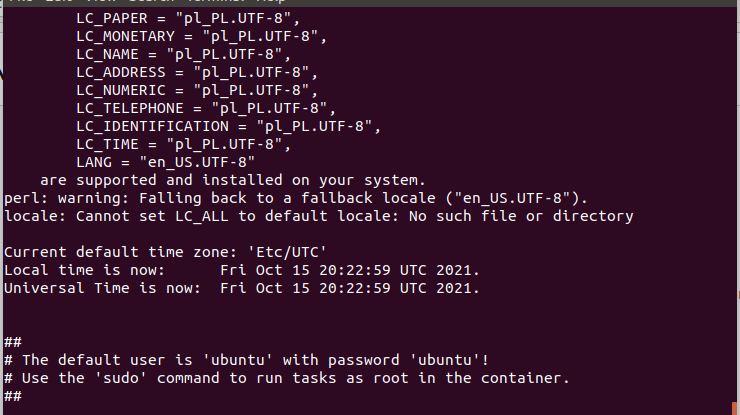 LC_PAPER = "pl_PL.UTF-8",
LC_MONETARY = "pl_PL.UTF-8",
LC_NAME = "pl_PL.UTF-8",
LC_ADDRESS = "pl_PL.UTF-8",
LC_NUMERIC = "pl_PL.UTF-8",
LC_TELEPHONE = "pl_PL.UTF-8",
LC_IDENTIFICATION = "pl_PL.UTF-8",
LC_TIME = "pl_PL.UTF-8",
LANG = "en_US.UTF-8"
are supported and installed on your system.
perl: warning: Falling back to a fallback locale ("en_US.UTF-8").
locale: Cannot set LC_ALL to default locale: No such file or directory
Current default time zone: 'Etc/UTC'
Local time is now:      Fri Oct 15 20:22:59 UTC 2021.
Universal Time is now:  Fri Oct 15 20:22:59 UTC 2021.
##
# The default user is 'ubuntu' with password 'ubuntu'!
# Use the 'sudo' command to run tasks as root in the container.
##